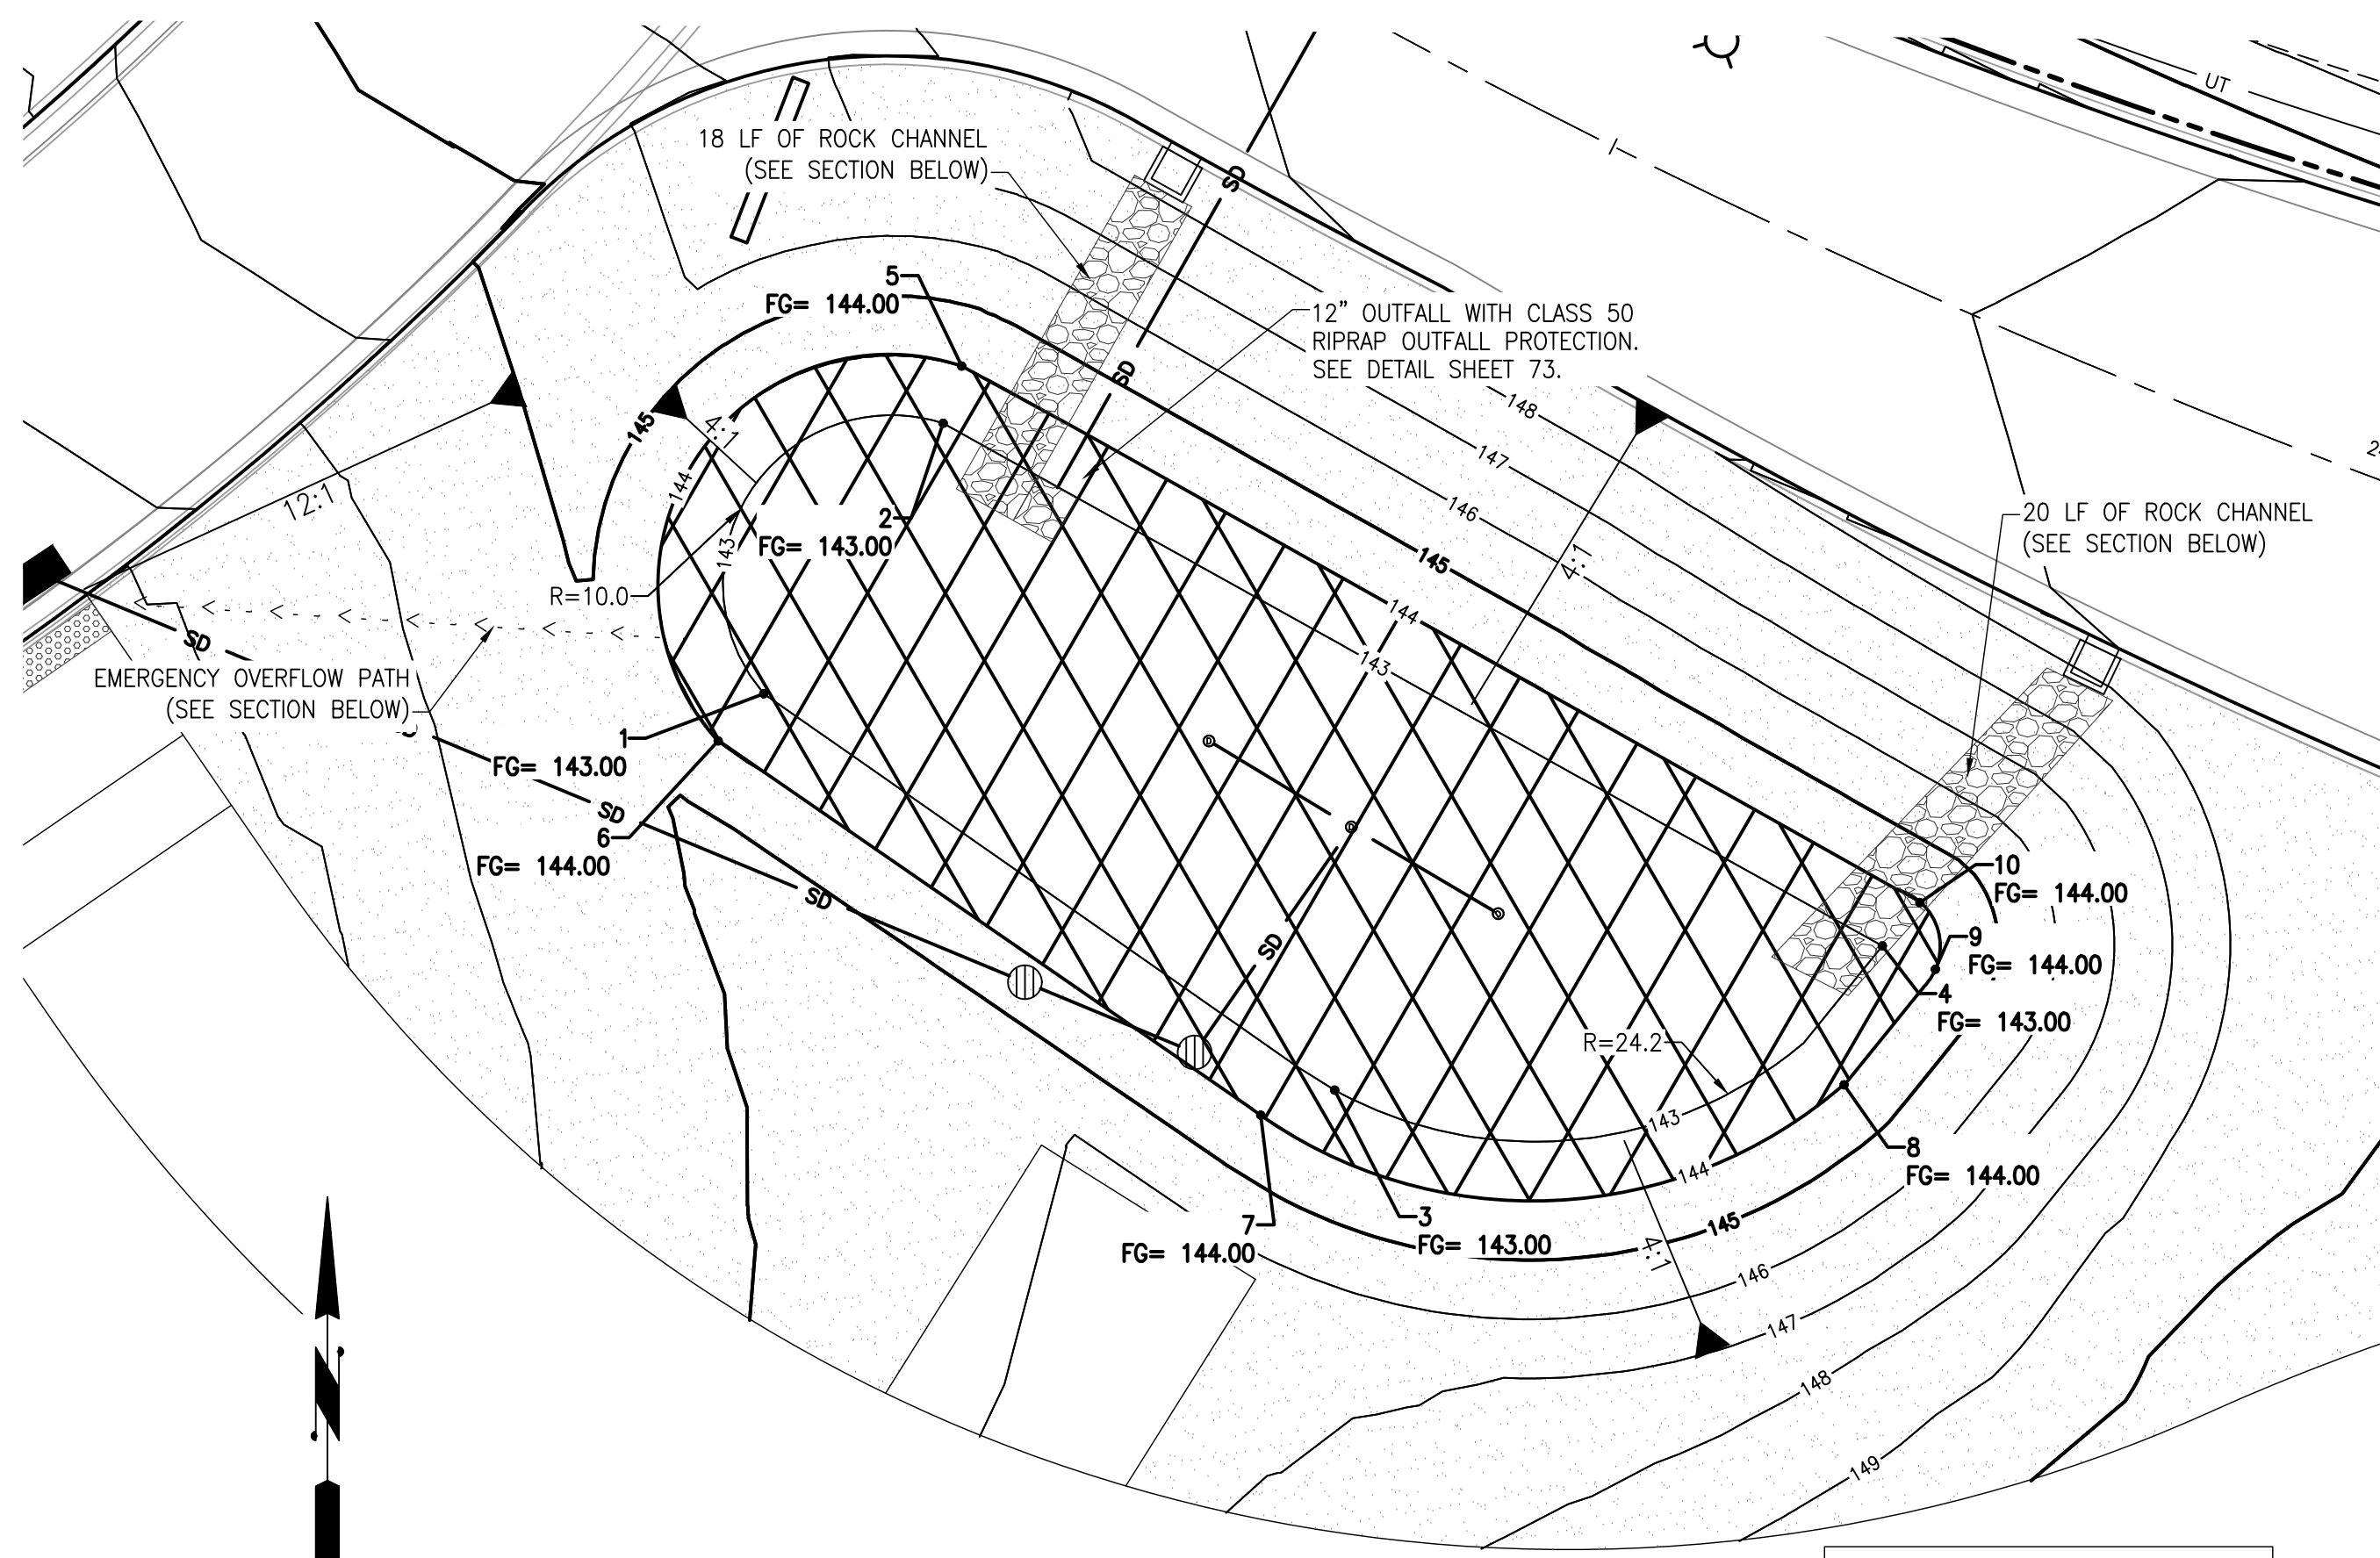 UT
18 LF OF ROCK CHANNEL
(SEE SECTION BELOW)
SD
5
FG= 144.00
12" OUTFALL WITH CLASS 50
RIPRAP OUTFALL PROTECTION.
SEE DETAIL SHEET 73.
SD
148
145
4:1
147
144
12:1
146
20 LF OF ROCK CHANNEL
(SEE SECTION BELOW)
2
FG= 143.00
143
145
4:1
R=10.0
144
143
SD
EMERGENCY OVERFLOW PATH
(SEE SECTION BELOW)
1
FG= 143.00
SD
6
FG= 144.00
10
FG= 144.00
SD
SD
9
FG= 144.00
4
FG= 143.00
R=24.2
143
8
FG= 144.00
144
7
FG= 144.00
3
FG= 143.00
145
4:1
146
147
148
149
N